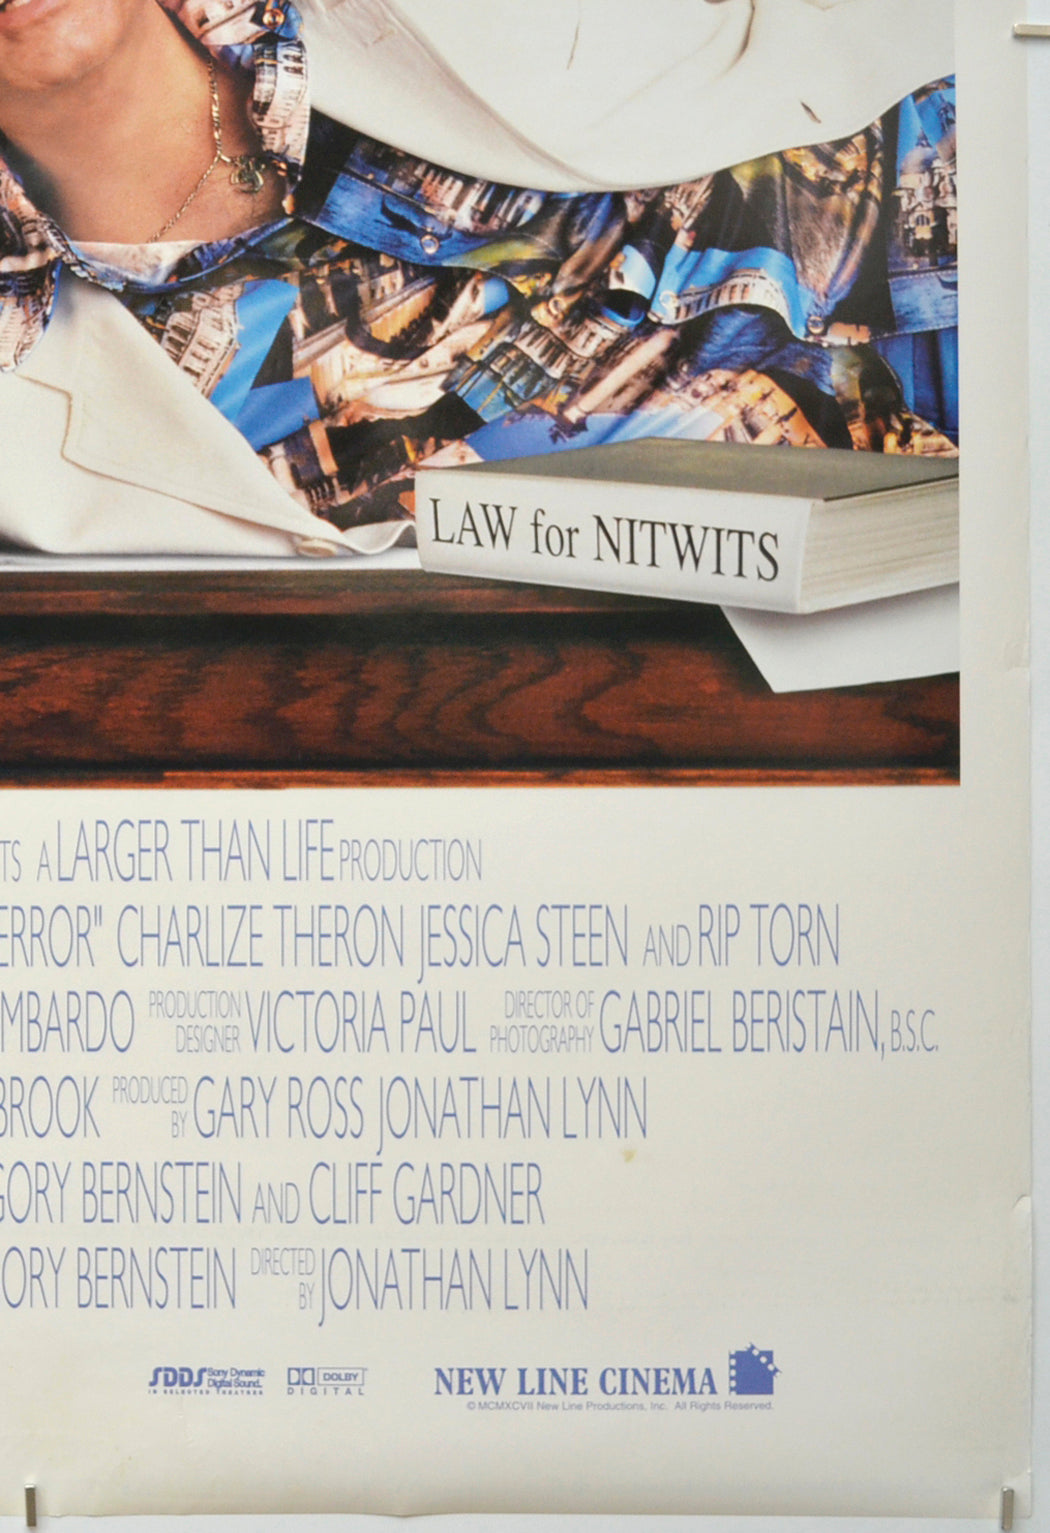 LAW for NITWITS
TS A LARGER THAN LIFE PRODUCTION
ERROR" CHARLIZE THERON JESSICA STEEN AND RIP TORN
MBARDO PRODUCTION DESIGNER VICTORIA PAUL DIRECTOR OF PHOTOGRAPHY GABRIEL BERISTAIN, B.S.C.
BROOK PRODUCED BY GARY ROSS JONATHAN LYNN
GORY BERNSTEIN AND CLIFF GARDNER
ORY BERNSTEIN DIRECTED BY JONATHAN LYNN
SDDS Sony Dynamic Digital Sound. IN SELECTED THEATRES
DOLBY DIGITAL
NEW LINE CINEMA
© MCMXCVII New Line Productions, Inc. All Rights Reserved.